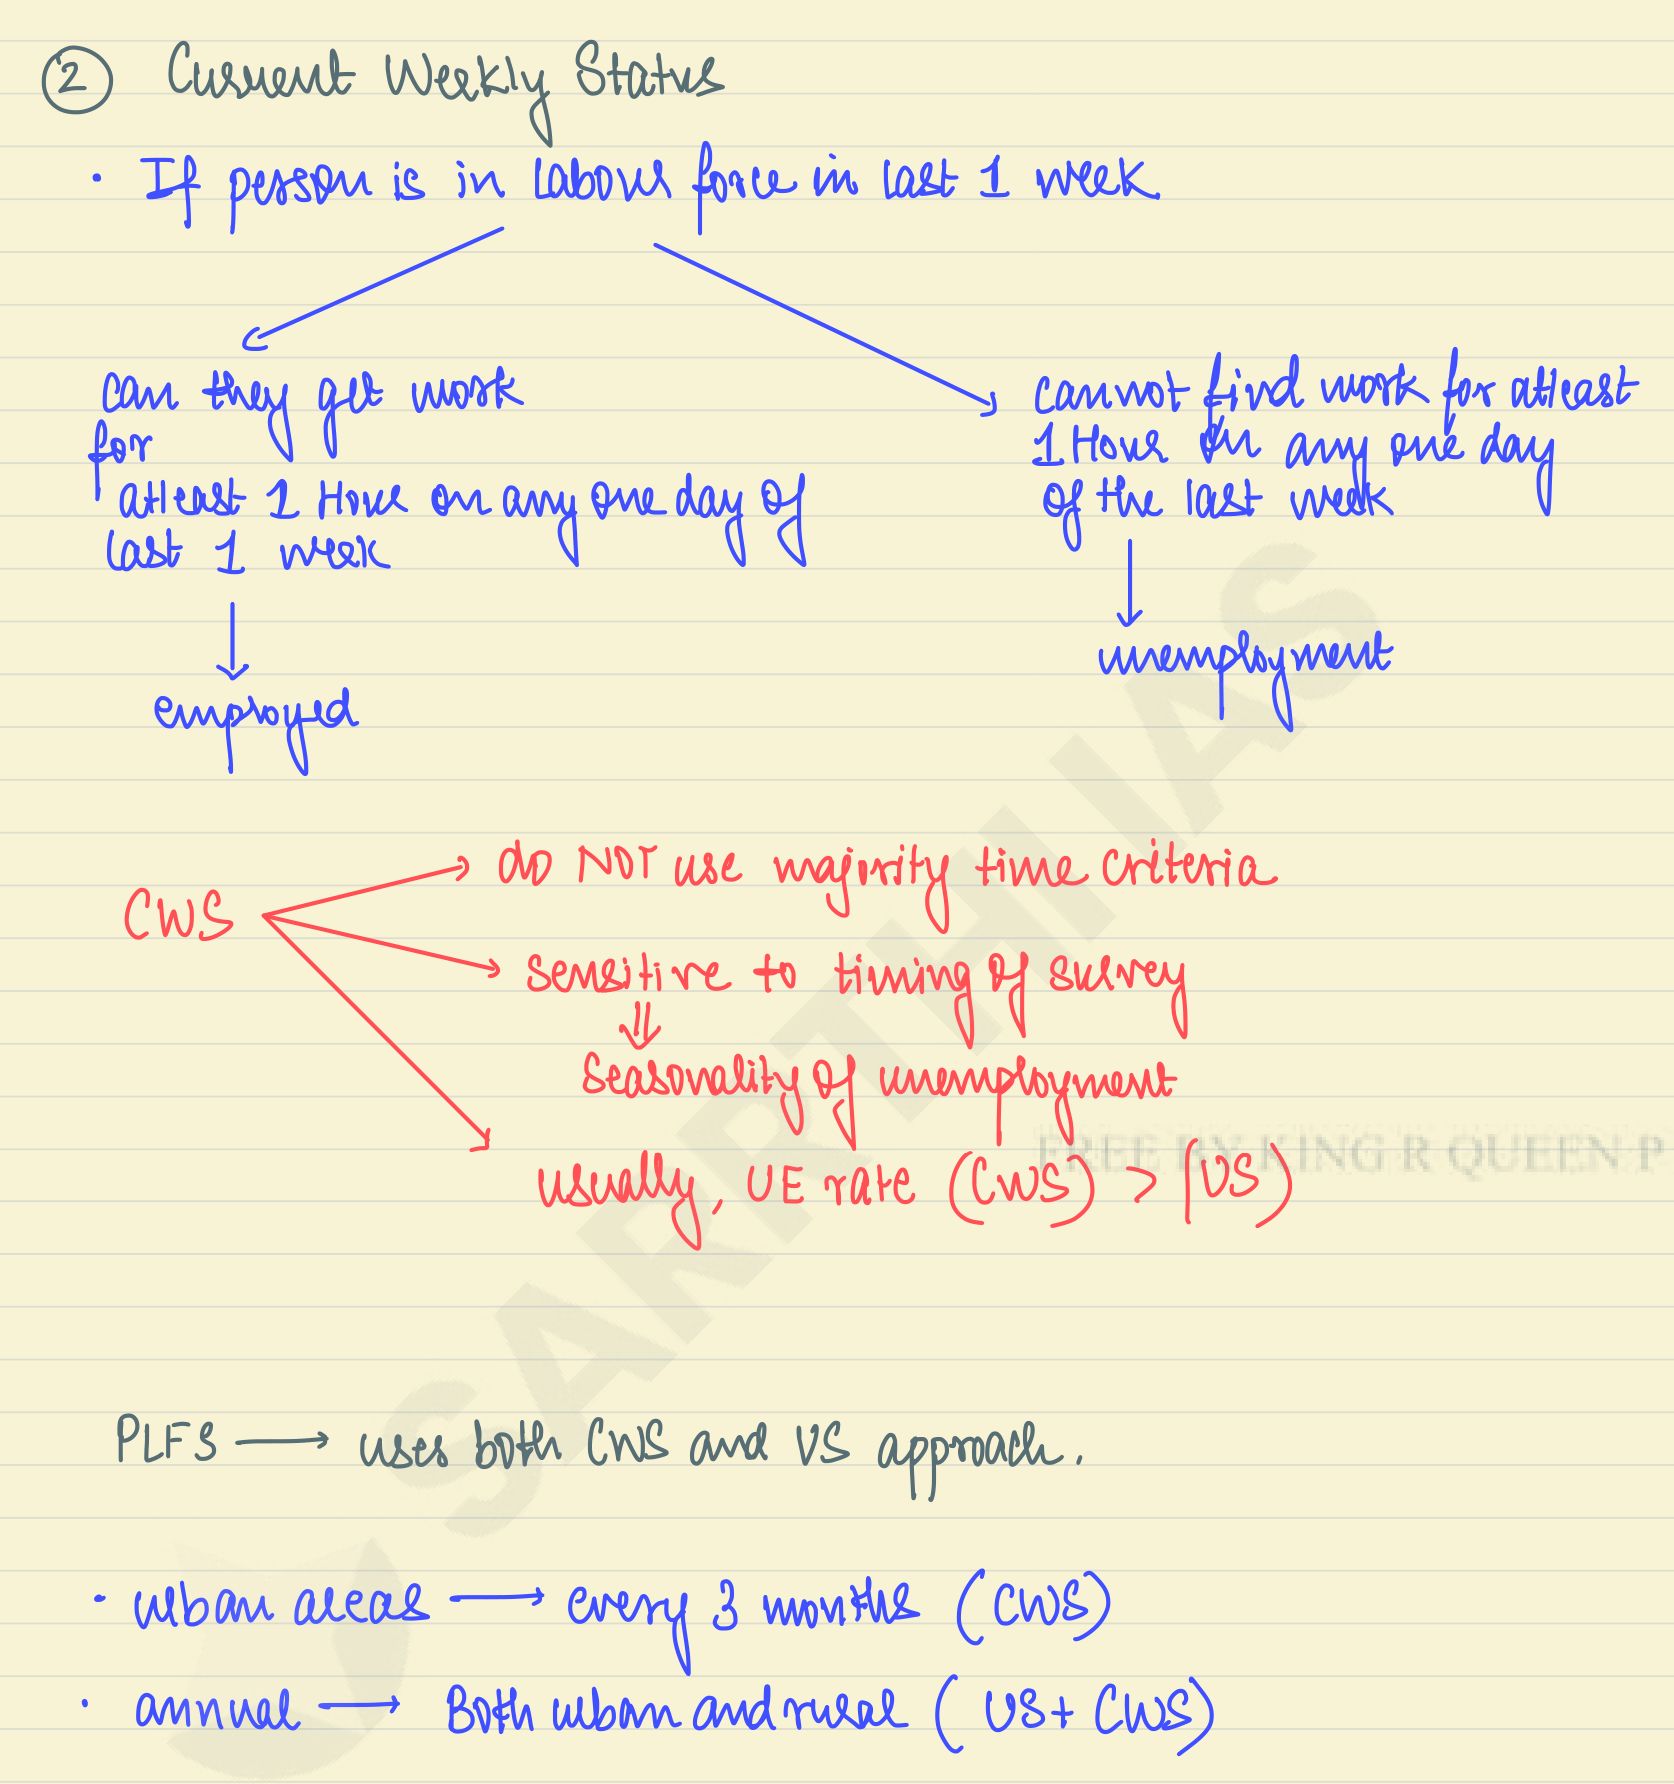 2 Current Weekly Status
· If person is in labour force in last 1 week
can they get work
for
atleast 1 Hour on any one day of
last 1 week
employed
cannot find work for atleast
1 Hour on any one day
of the last week
unemployment
CWS
do NOT use majority time criteria
sensitive to timing of survey
seasonality of unemployment
usually, UE rate (CWS) > (US)
FREE BY KING R QUEEN P
PLFS → uses both CWS and US approach.
· urban areas → every 3 months (CWS)
· annual → Both urban and rural (US+ CWS)
SARRTHI IAS